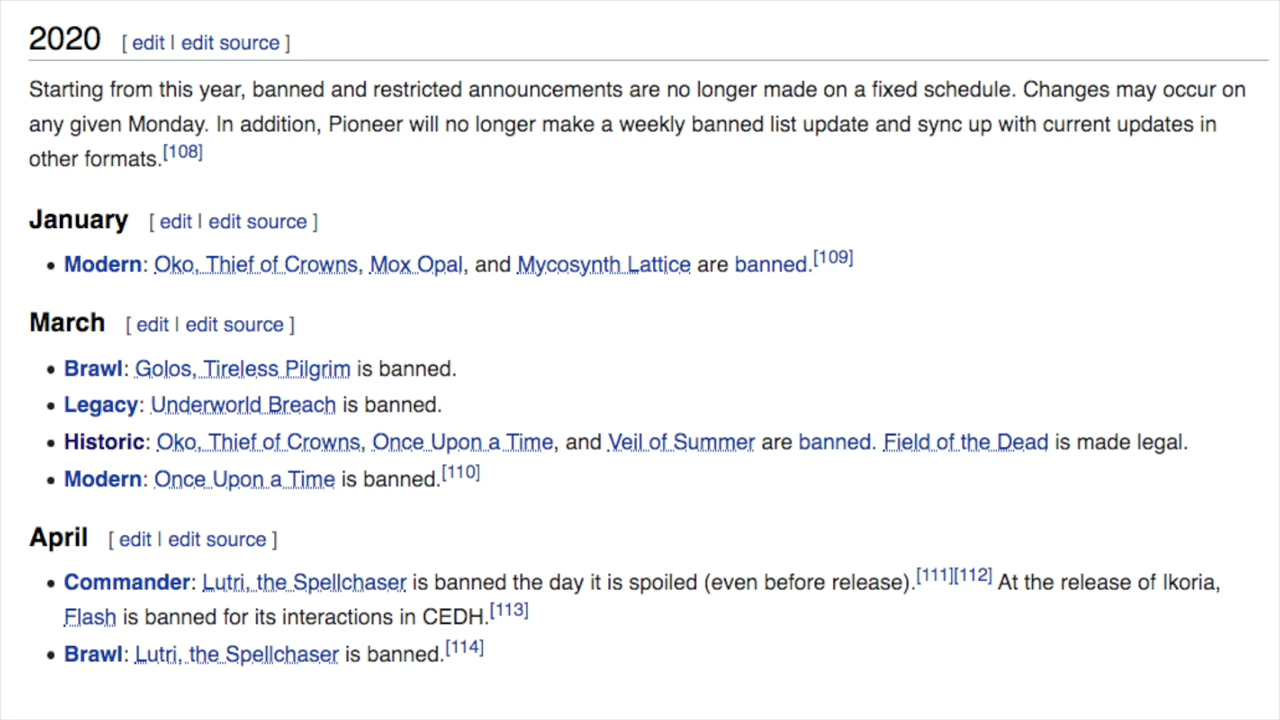 2020 [ edit | edit source ]
Starting from this year, banned and restricted announcements are no longer made on a fixed schedule. Changes may occur on
any given Monday. In addition, Pioneer will no longer make a weekly banned list update and sync up with current updates in
other formats.[108]
January [ edit | edit source ]
• Modern: Oko, Thief of Crowns, Mox Opal, and Mycosynth Lattice are banned.[109]
March [ edit | edit source ]
• Brawl: Golos, Tireless Pilgrim is banned.
• Legacy: Underworld Breach is banned.
• Historic: Oko, Thief of Crowns, Once Upon a Time, and Veil of Summer are banned. Field of the Dead is made legal.
• Modern: Once Upon a Time is banned.[110]
April [ edit | edit source ]
• Commander: Lutri, the Spellchaser is banned the day it is spoiled (even before release).[111][112] At the release of Ikoria,
Flash is banned for its interactions in CEDH.[113]
• Brawl: Lutri, the Spellchaser is banned.[114]